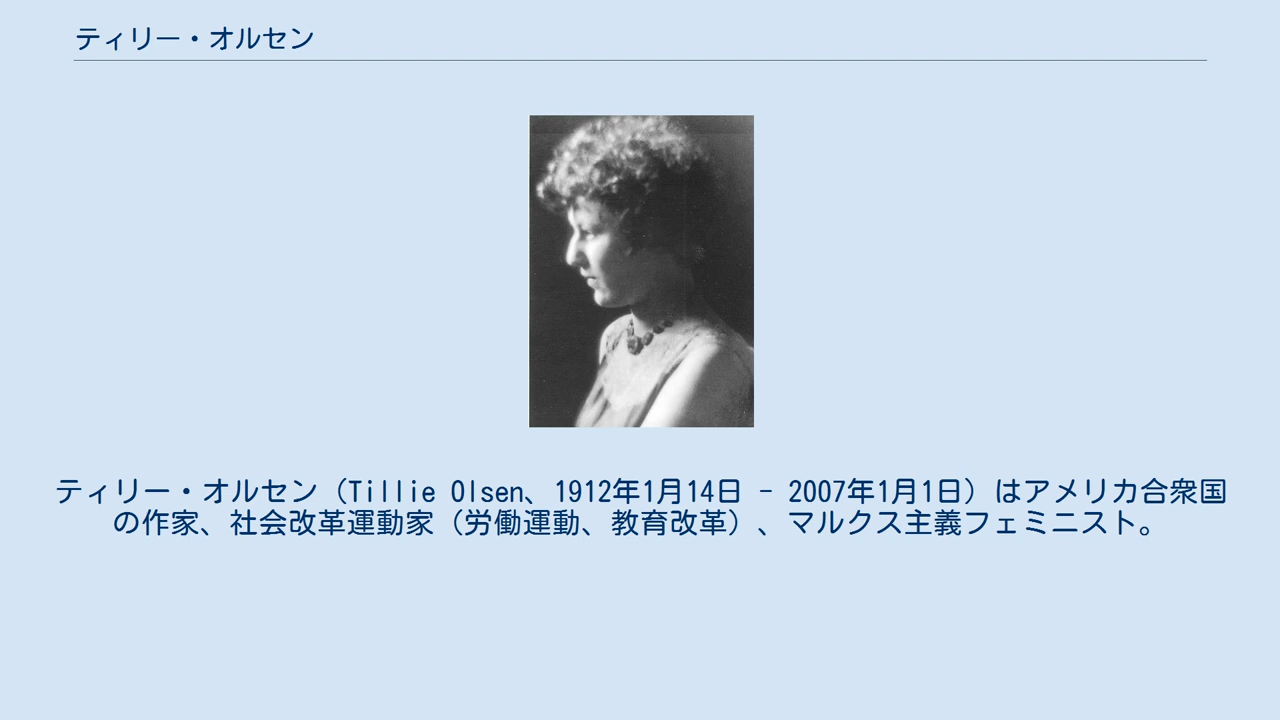 ティリー・オルセン
ティリー・オルセン（Tillie Olsen、1912年1月14日 - 2007年1月1日）はアメリカ合衆国
の作家、社会改革運動家（労働運動、教育改革）、マルクス主義フェミニスト。